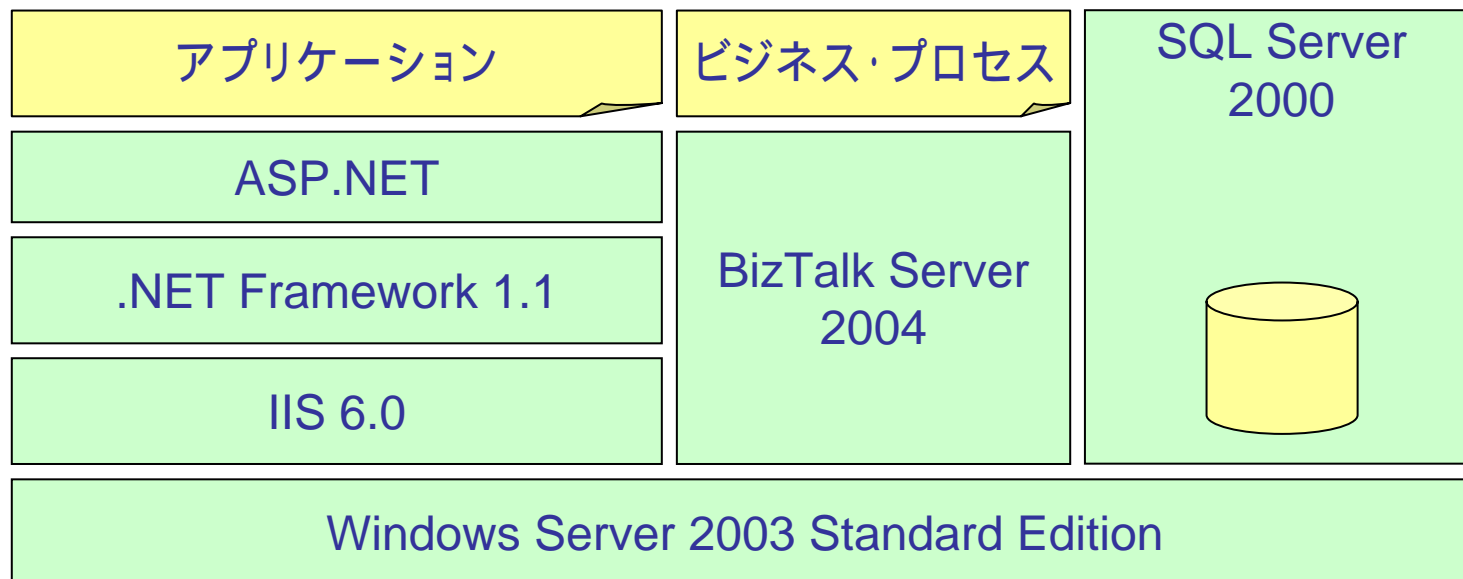 アプリケーション
ビジネス・プロセス
SQL Server
2000
ASP.NET
.NET Framework 1.1
IIS 6.0
BizTalk Server
2004
Windows Server 2003 Standard Edition